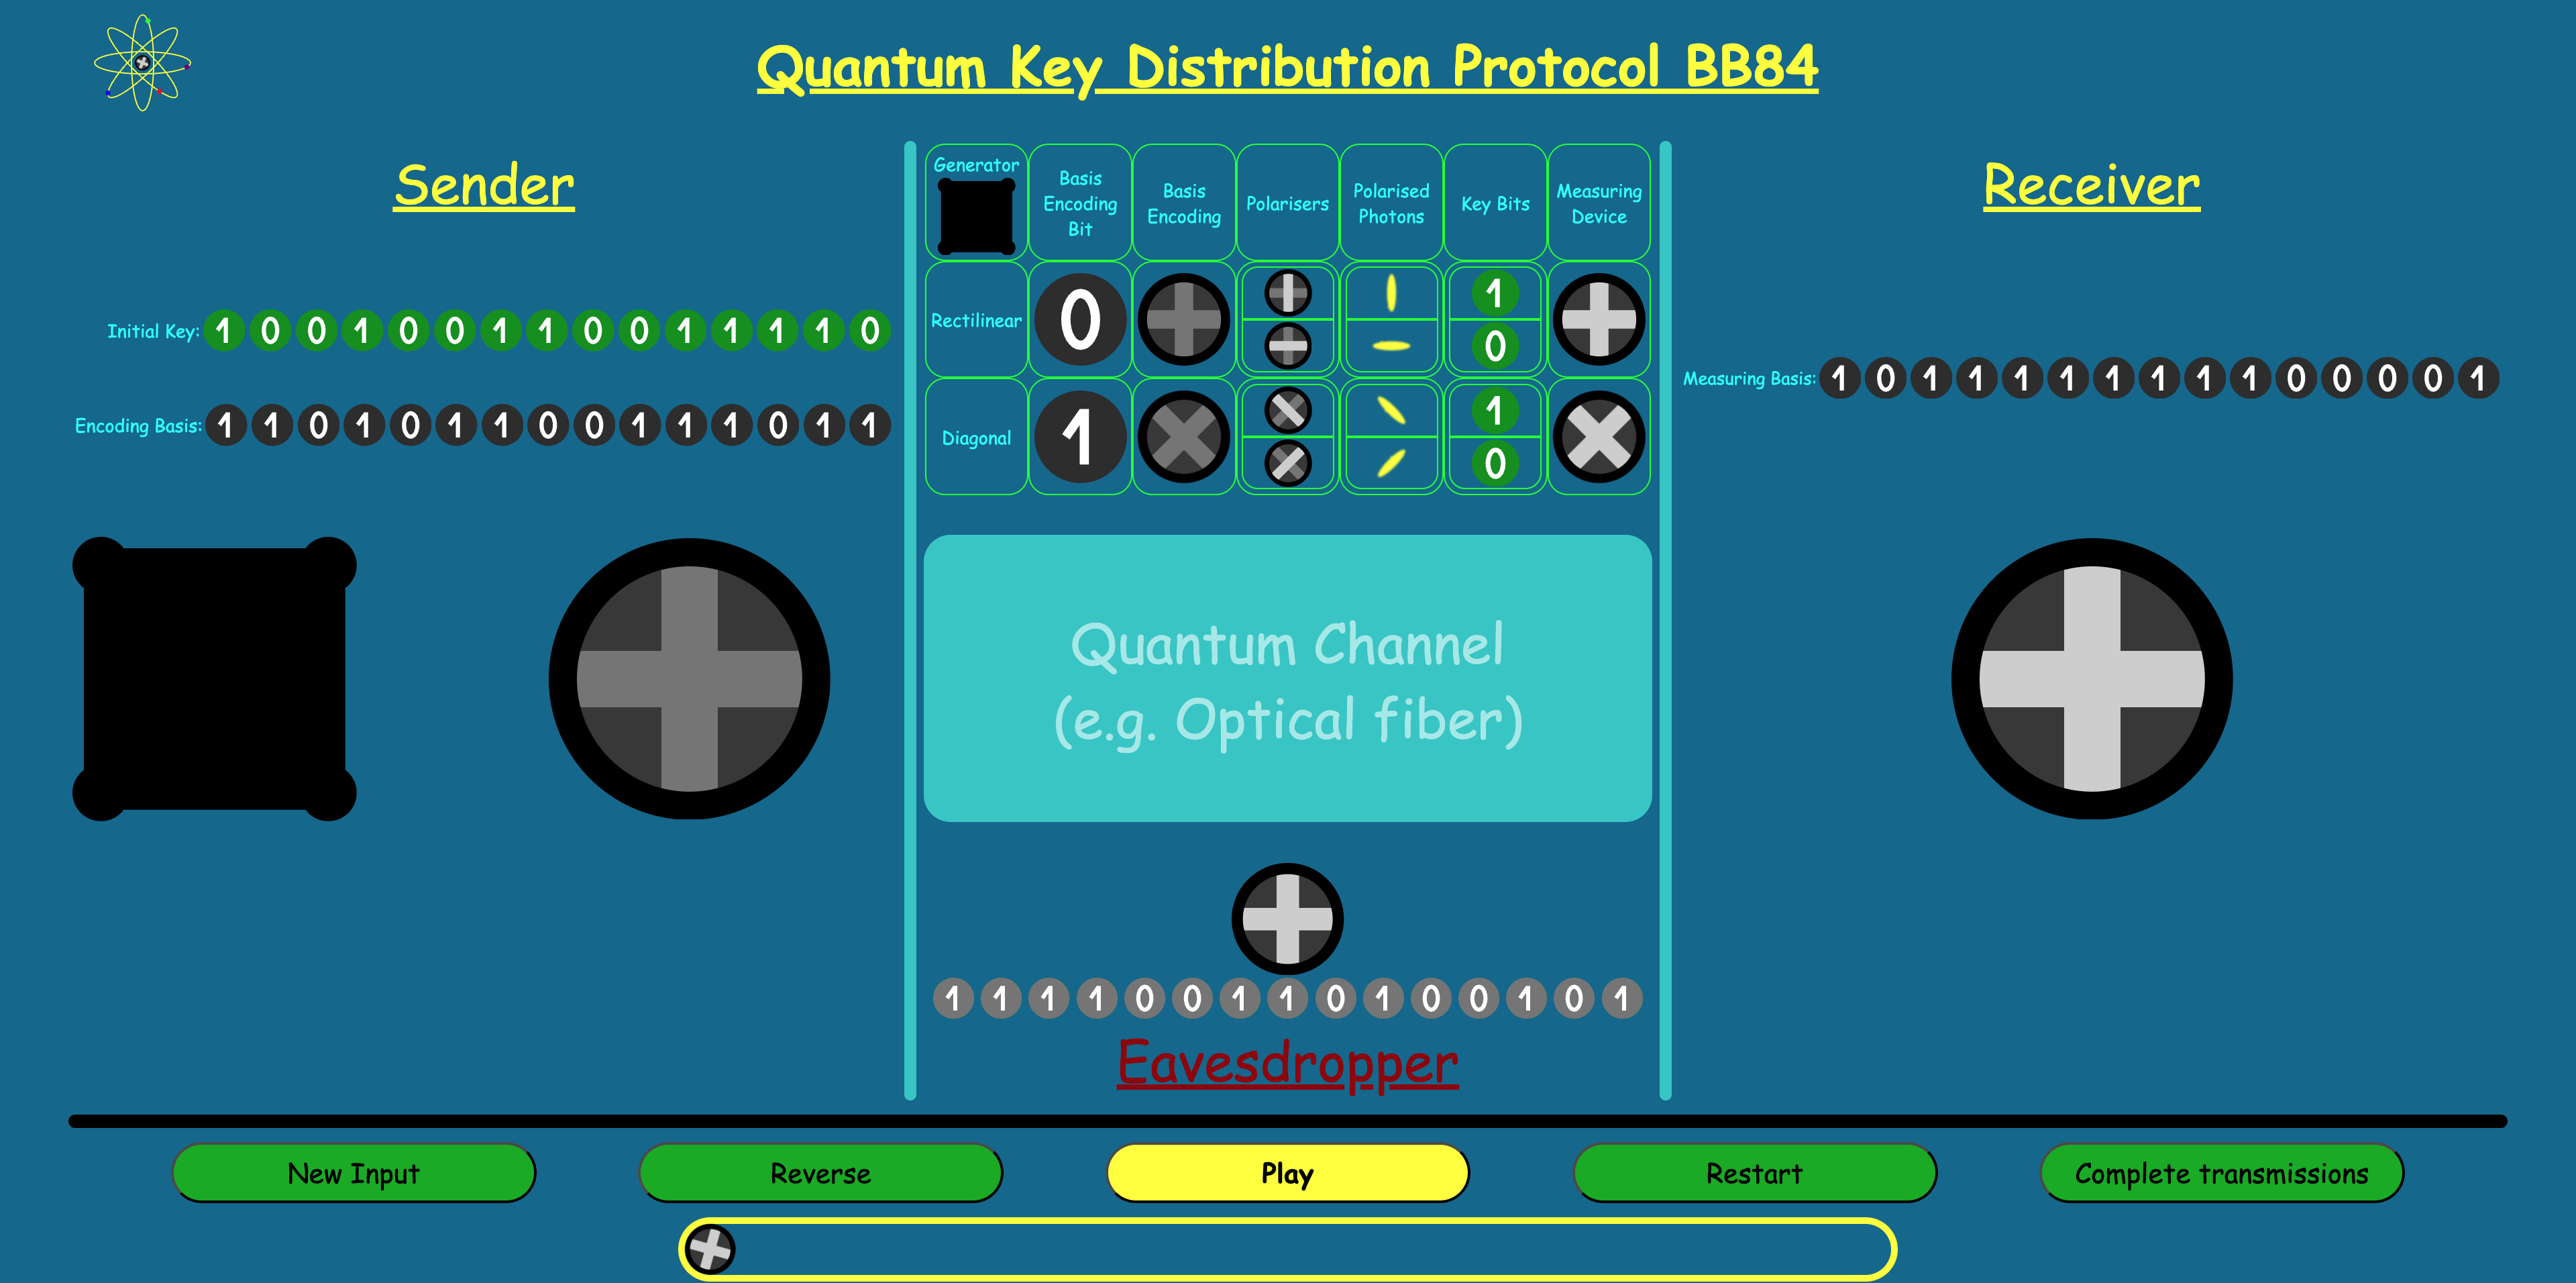 Quantum Key Distribution Protocol BB84
Sender
Initial Key: 1 0 0 1 0 0 1 1 0 0 1 1 1 1 0
Encoding Basis: 1 1 0 1 0 1 1 0 0 1 1 1 0 1 1
Generator
Basis
Encoding
Bit
Basis
Encoding
Polarisers
Polarised
Photons
Key Bits
Measuring
Device
Rectilinear
0
1
0
Diagonal
1
1
0
Receiver
Measuring Basis: 1 0 1 1 1 1 1 1 1 1 0 0 0 0 1
Quantum Channel
(e.g. Optical fiber)
1 1 1 1 0 0 1 1 0 1 0 0 1 0 1
Eavesdropper
New Input
Reverse
Play
Restart
Complete transmissions